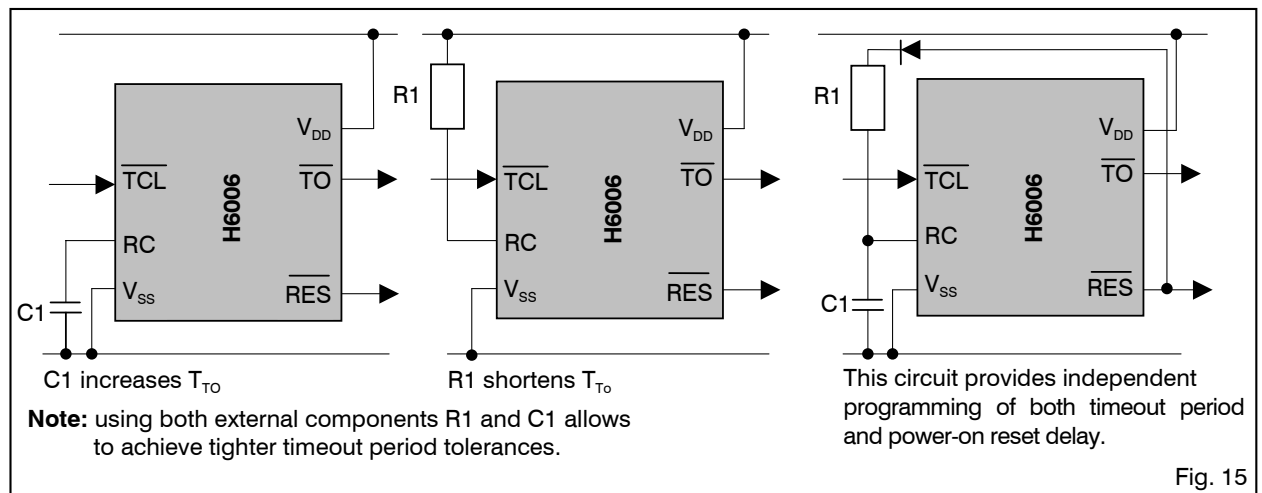 V_DD
TCL
TO
H6006
RC
V_SS
RES
C1
C1 increases T_TO
R1
V_DD
TCL
TO
H6006
RC
V_SS
RES
R1 shortens T_To
Note: using both external components R1 and C1 allows
to achieve tighter timeout period tolerances.
R1
V_DD
TCL
TO
H6006
RC
C1
V_SS
RES
This circuit provides independent
programming of both timeout period
and power-on reset delay.
Fig. 15